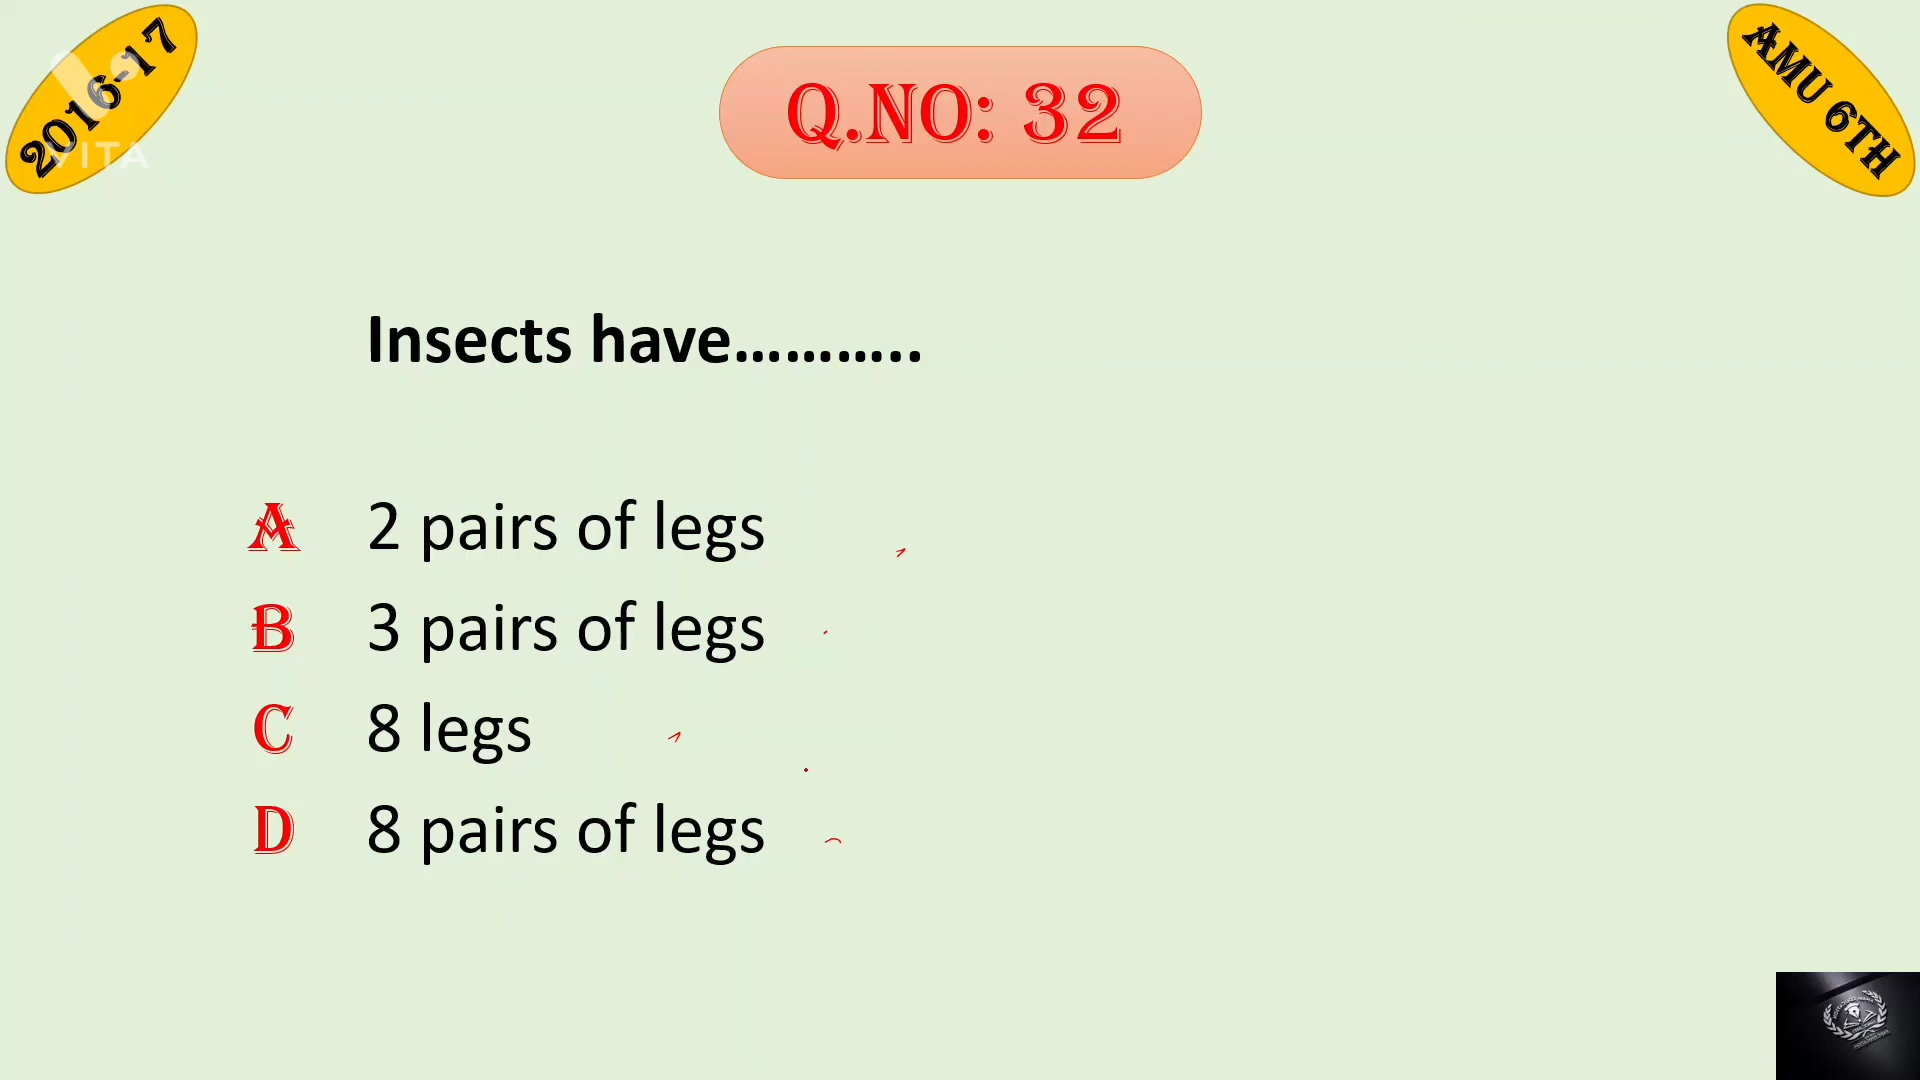 2016-17
VITA
Q.NO: 32
AMU 6TH
Insects have………..
A 2 pairs of legs
B 3 pairs of legs
C 8 legs
D 8 pairs of legs